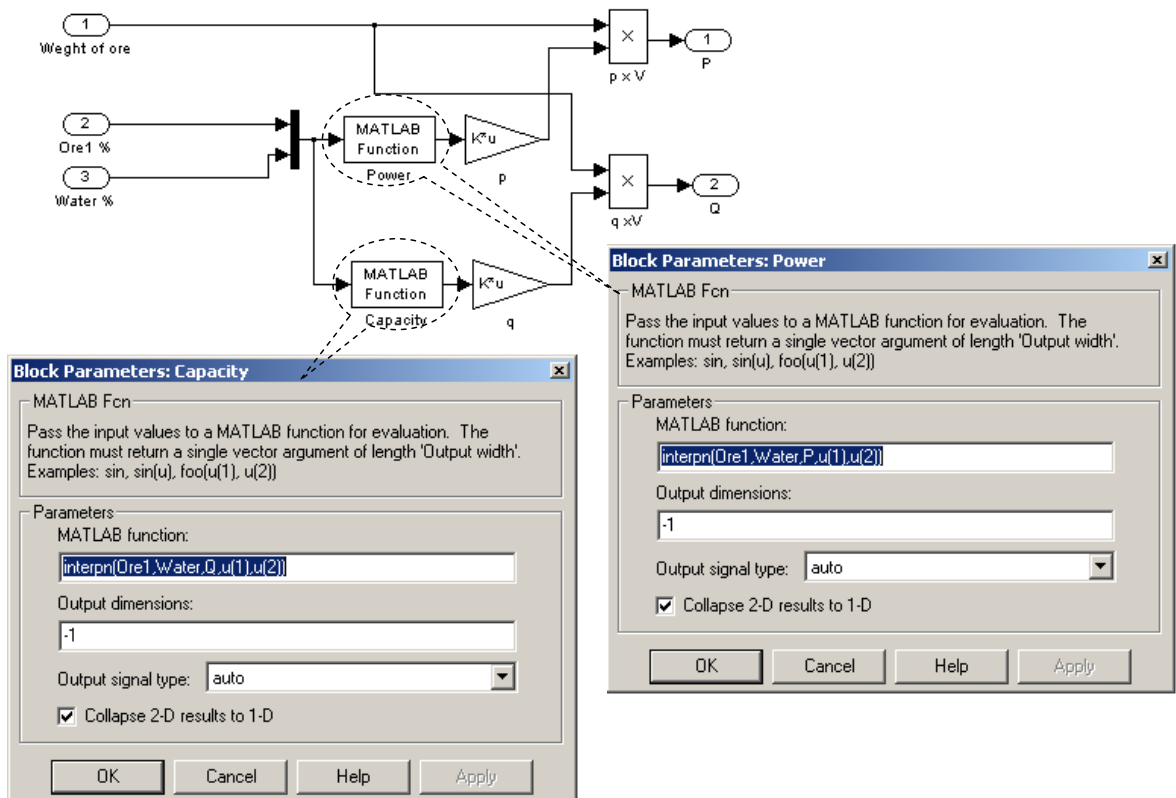 1
Weght of ore
2
Ore1 %
3
Water %
MATLAB
Function
Power
K*u
p
×
p x V
1
P
MATLAB
Function
Capacity
K*u
q
×
q xV
2
Q
Block Parameters: Power
MATLAB Fcn
Pass the input values to a MATLAB function for evaluation. The
function must return a single vector argument of length 'Output width'.
Examples: sin, sin(u), foo(u(1), u(2))
Parameters
MATLAB function:
interpn(Ore1,Water,P,u(1),u(2))
Output dimensions:
-1
Output signal type: auto
Collapse 2-D results to 1-D
OK Cancel Help Apply
Block Parameters: Capacity
MATLAB Fcn
Pass the input values to a MATLAB function for evaluation. The
function must return a single vector argument of length 'Output width'.
Examples: sin, sin(u), foo(u(1), u(2))
Parameters
MATLAB function:
interpn(Ore1,Water,Q,u(1),u(2))
Output dimensions:
-1
Output signal type: auto
Collapse 2-D results to 1-D
OK Cancel Help Apply